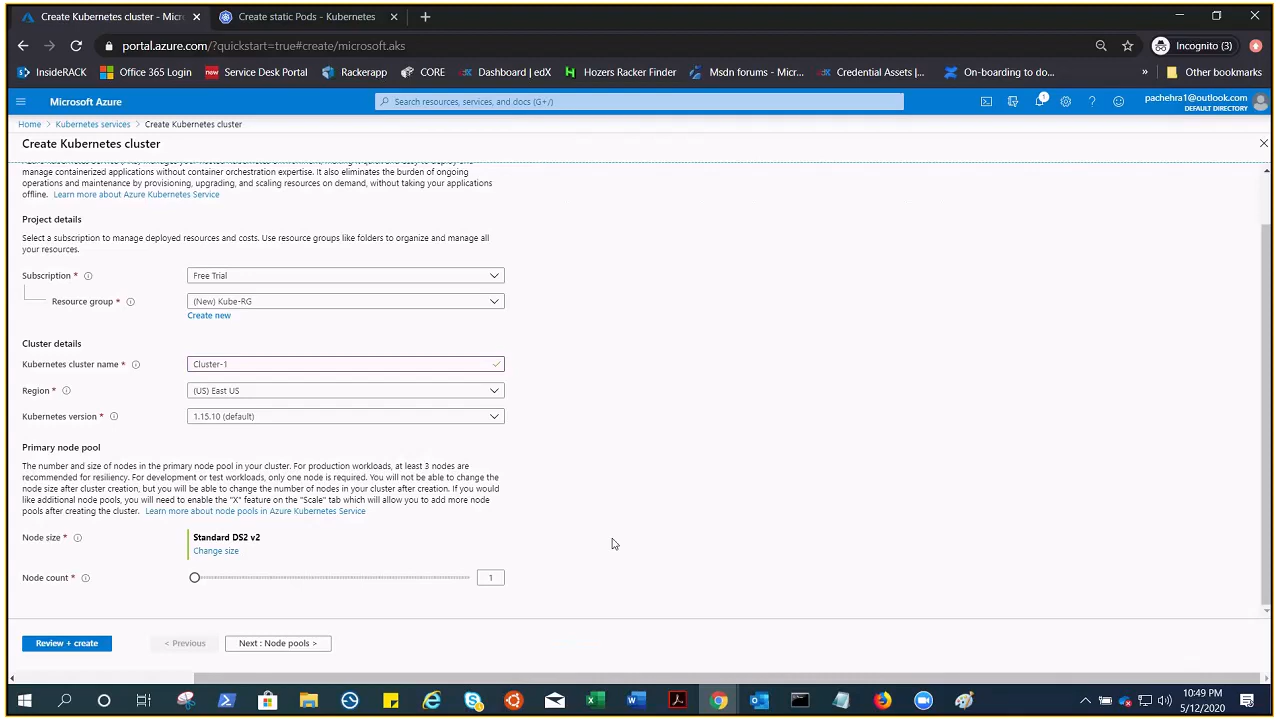 Create Kubernetes cluster - Micr
Create static Pods - Kubernetes
portal.azure.com/?quickstart=true#create/microsoft.aks
Incognito (3)
InsideRACK
Office 365 Login
new
Service Desk Portal
Rackerapp
CORE
Dashboard | edX
Hozers Racker Finder
Msdn forums - Micr...
Credential Assets |...
On-boarding to do...
»
Other bookmarks
Microsoft Azure
Search resources, services, and docs (G+/)
1
pachehra1@outlook.com
DEFAULT DIRECTORY
Home > Kubernetes services > Create Kubernetes cluster
Create Kubernetes cluster
manage containerized applications without container orchestration expertise. It also eliminates the burden of ongoing
operations and maintenance by provisioning, upgrading, and scaling resources on demand, without taking your applications
offline. Learn more about Azure Kubernetes Service
Project details
Select a subscription to manage deployed resources and costs. Use resource groups like folders to organize and manage all
your resources.
Subscription *
Free Trial
Resource group *
(New) Kube-RG
Create new
Cluster details
Kubernetes cluster name *
Cluster-1
Region *
(US) East US
Kubernetes version *
1.15.10 (default)
Primary node pool
The number and size of nodes in the primary node pool in your cluster. For production workloads, at least 3 nodes are
recommended for resiliency. For development or test workloads, only one node is required. You will not be able to change the
node size after cluster creation, but you will be able to change the number of nodes in your cluster after creation. If you would
like additional node pools, you will need to enable the "X" feature on the "Scale" tab which will allow you to add more node
pools after creating the cluster. Learn more about node pools in Azure Kubernetes Service
Node size *
Standard DS2 v2
Change size
Node count *
1
Review + create
< Previous
Next : Node pools >
10:49 PM
5/12/2020